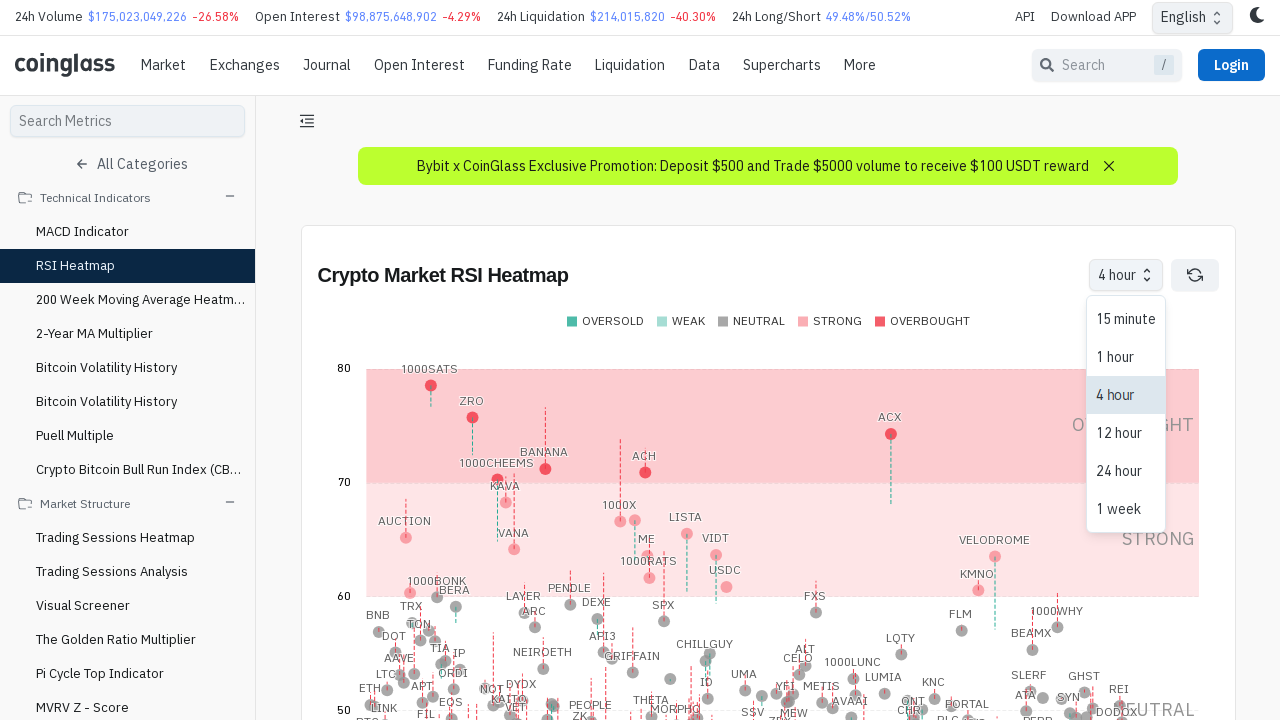 24h Volume $175,023,049,226 -26.58% Open Interest $98,875,648,902 -4.29% 24h Liquidation $214,015,820 -40.30% 24h Long/Short 49.48%/50.52% API Download APP English
coinglass Market Exchanges Journal Open Interest Funding Rate Liquidation Data Supercharts More Search / Login
Search Metrics
All Categories
Technical Indicators
MACD Indicator
RSI Heatmap
200 Week Moving Average Heatm...
2-Year MA Multiplier
Bitcoin Volatility History
Bitcoin Volatility History
Puell Multiple
Crypto Bitcoin Bull Run Index (CB...
Market Structure
Trading Sessions Heatmap
Trading Sessions Analysis
Visual Screener
The Golden Ratio Multiplier
Pi Cycle Top Indicator
MVRV Z - Score
Bybit x CoinGlass Exclusive Promotion: Deposit $500 and Trade $5000 volume to receive $100 USDT reward
Crypto Market RSI Heatmap
4 hour
15 minute
1 hour
4 hour
12 hour
24 hour
1 week
OVERSOLD WEAK NEUTRAL STRONG OVERBOUGHT
80
1000SATS
ZRO
ACX
BANANA
ACH
1000CHEEMS
70
KAVA
1000X
AUCTION
VANA
LISTA
ME
VIDT
VELODROME
STRONG
1000RATS
USDC
KMNO
1000BONK
BERA
PENDLE
60
LAYER
DEXE
SPX
FXS
TRX
ARC
BNB
TON
FLM
1000WHY
DOT
API3
BEAMX
TIA
IP
NEIROETH
GRIFFAIN
CHILLGUY
ALT
LQTY
AAVE
CELO
1000LUNC
LTC
ORDI
UMA
LUMIA
SLERF
GHST
ETH
APT
NOT
DYDX
ID
YFI
METIS
KNC
ATA
REI
LINK
EOS
KAITO
PEOPLE
THETA
AVAAI
ONT
PORTAL
SYN
50
FIL
VET
SSV
MEW